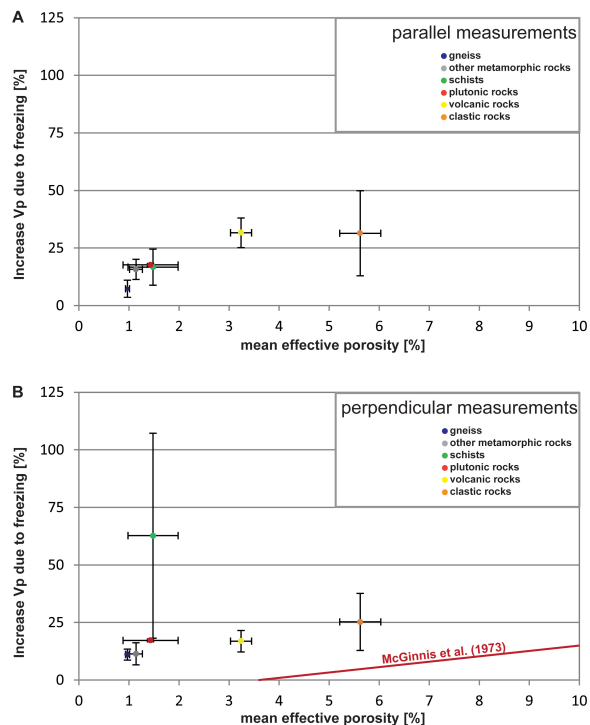 A
parallel measurements
gneiss
other metamorphic rocks
schists
plutonic rocks
volcanic rocks
clastic rocks
Increase Vp due to freezing [%]
125
100
75
50
25
0
0 1 2 3 4 5 6 7 8 9 10
mean effective porosity [%]
B
perpendicular measurements
gneiss
other metamorphic rocks
schists
plutonic rocks
volcanic rocks
clastic rocks
Increase Vp due to freezing [%]
125
100
75
50
25
0
McGinnis et al. (1973)
0 1 2 3 4 5 6 7 8 9 10
mean effective porosity [%]